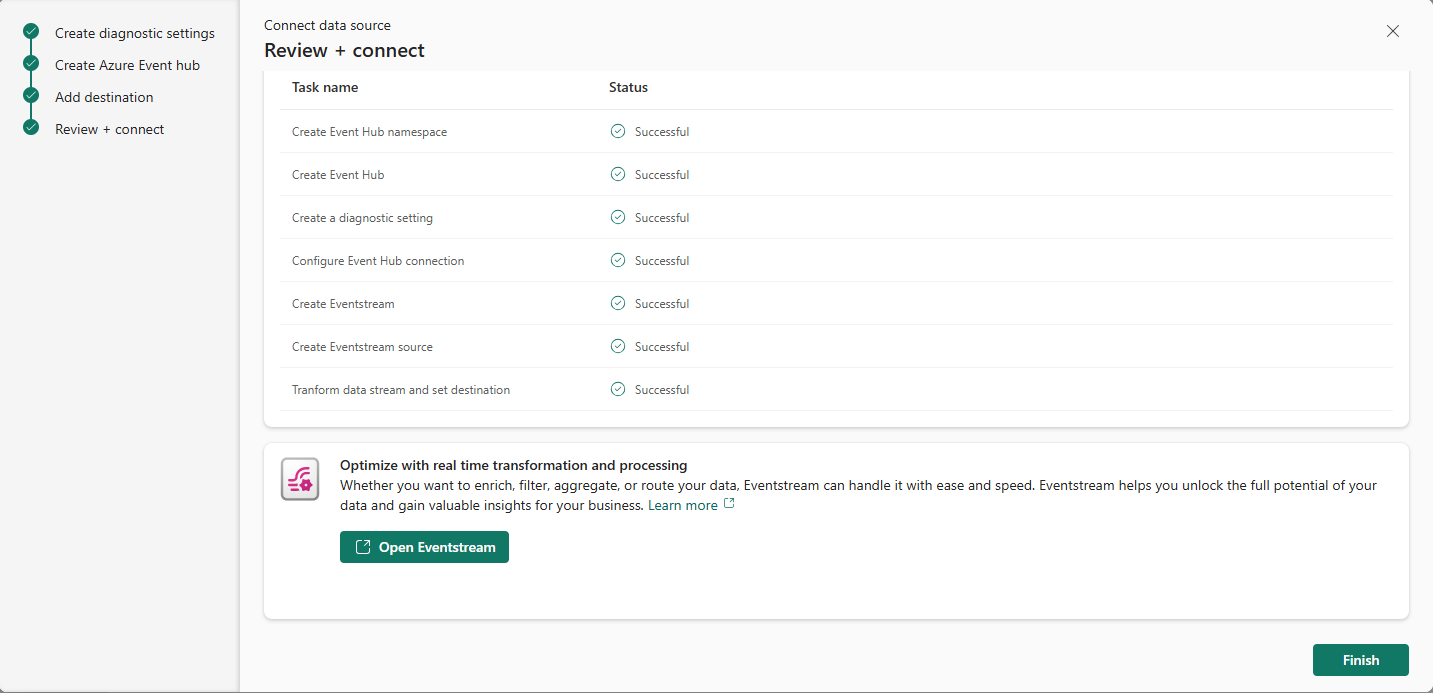 Create diagnostic settings
Create Azure Event hub
Add destination
Review + connect
Connect data source
Review + connect
Task name Status
Create Event Hub namespace Successful
Create Event Hub Successful
Create a diagnostic setting Successful
Configure Event Hub connection Successful
Create Eventstream Successful
Create Eventstream source Successful
Tranform data stream and set destination Successful
Optimize with real time transformation and processing
Whether you want to enrich, filter, aggregate, or route your data, Eventstream can handle it with ease and speed. Eventstream helps you unlock the full potential of your
data and gain valuable insights for your business. Learn more
Open Eventstream
Finish